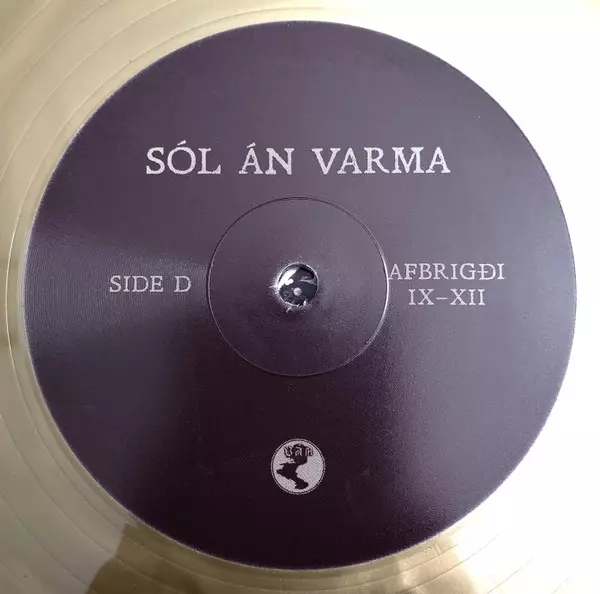 SÓL ÁN VARMA
SIDE D
AFBRIGÐI
IX–XII